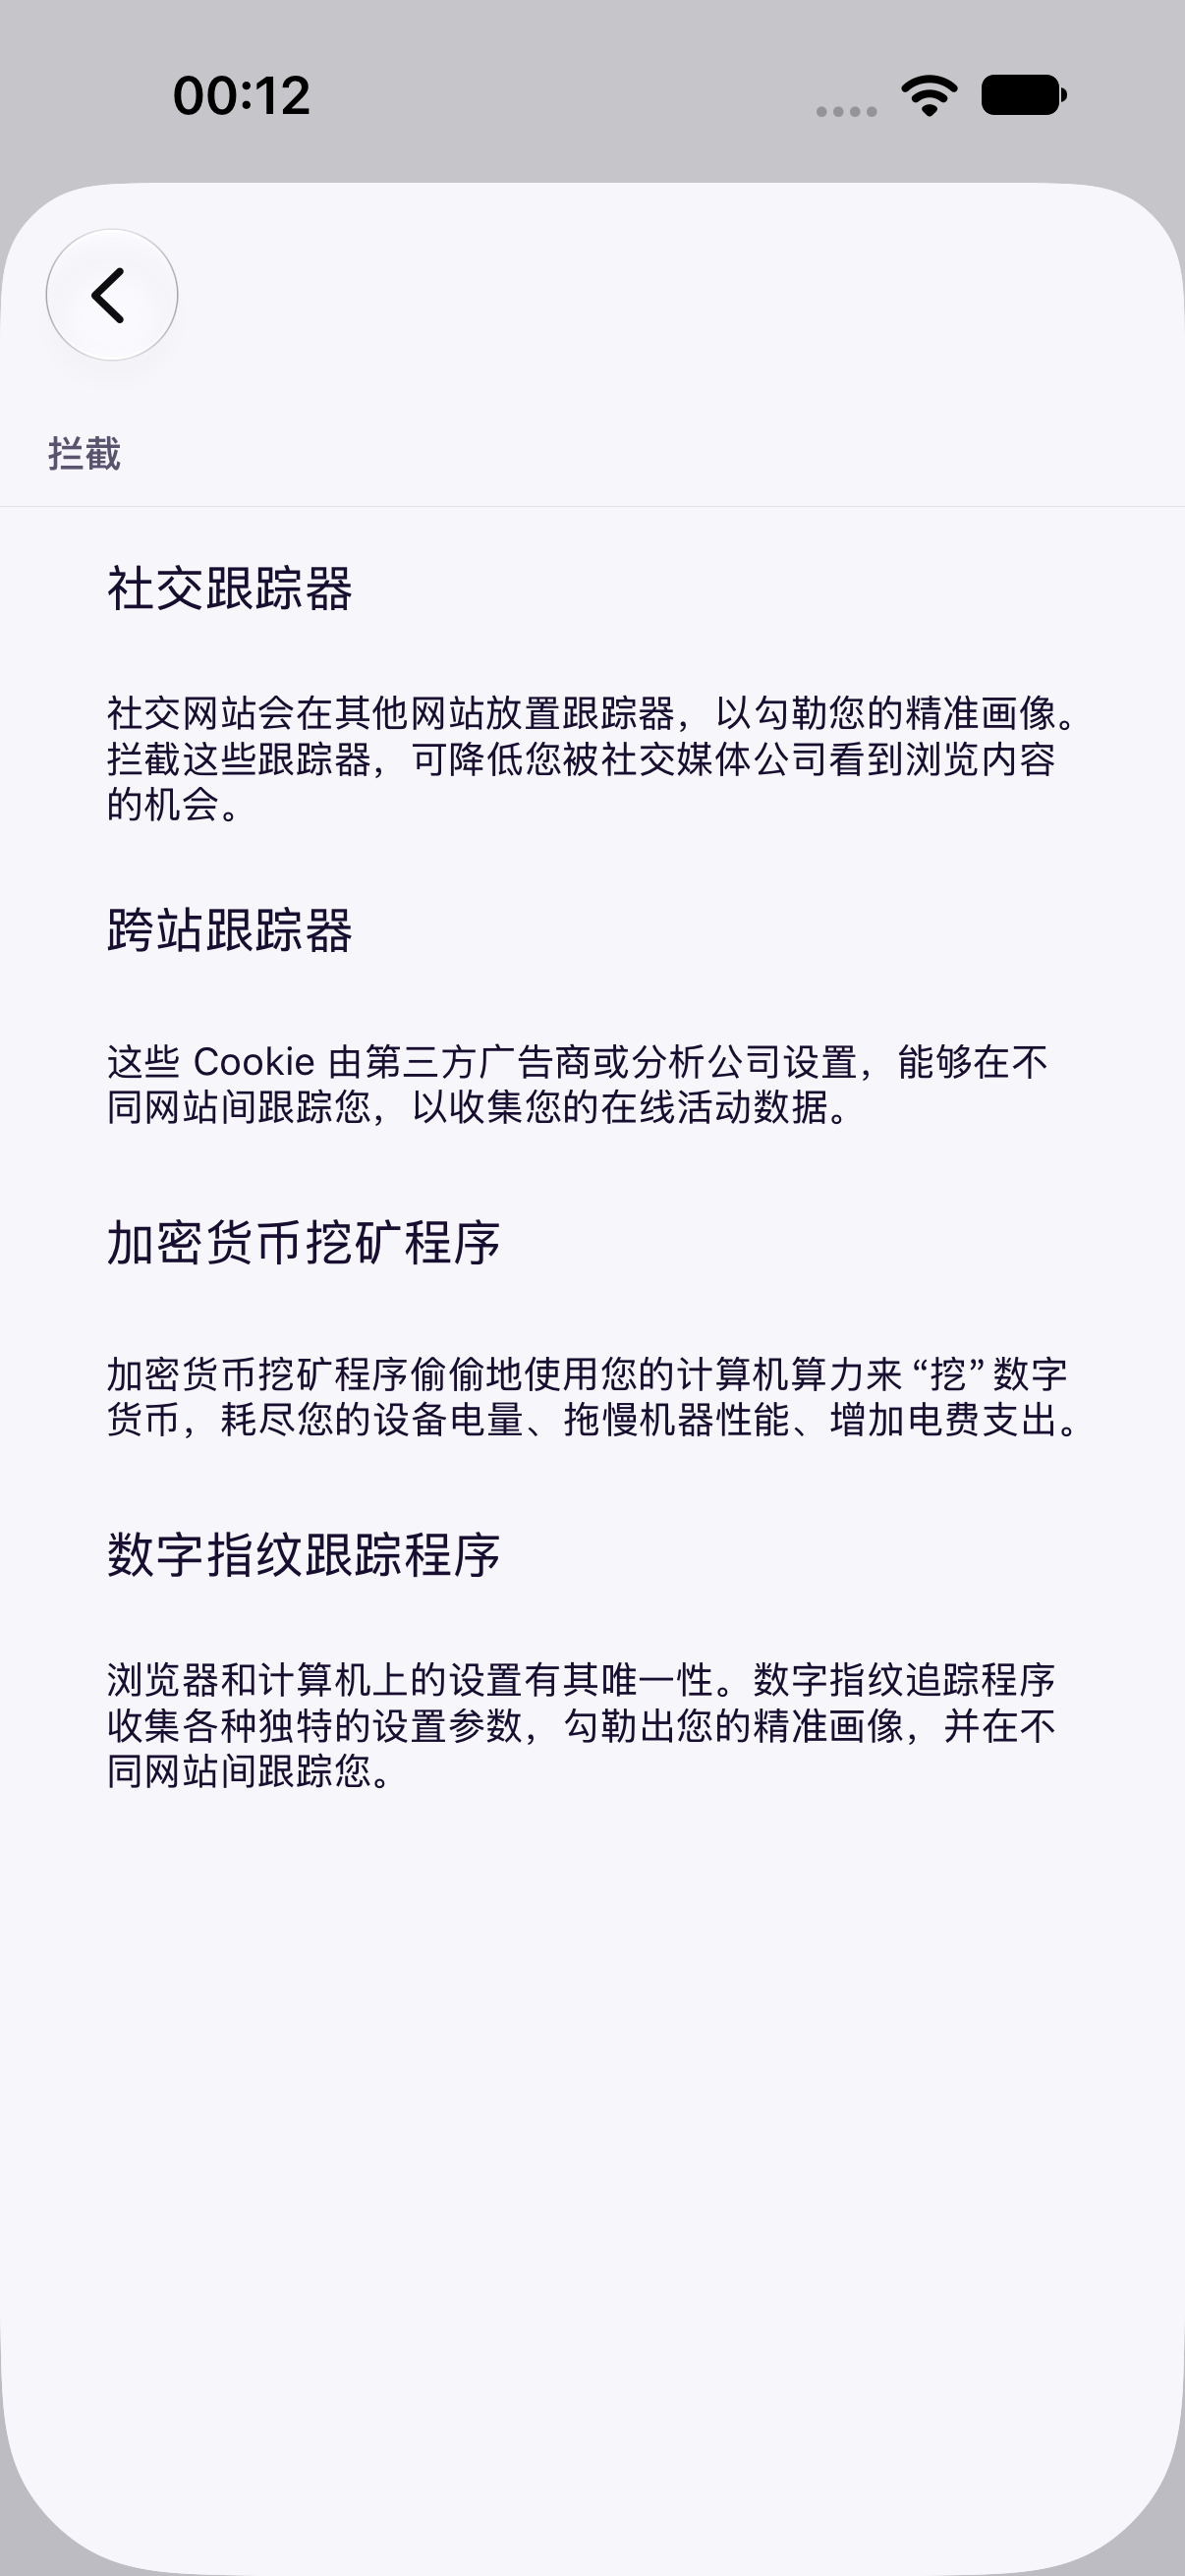 00:12
拦截
社交跟踪器
社交网站会在其他网站放置跟踪器，以勾勒您的精准画像。
拦截这些跟踪器，可降低您被社交媒体公司看到浏览内容
的机会。
跨站跟踪器
这些 Cookie 由第三方广告商或分析公司设置，能够在不
同网站间跟踪您，以收集您的在线活动数据。
加密货币挖矿程序
加密货币挖矿程序偷偷地使用您的计算机算力来 “挖” 数字
货币，耗尽您的设备电量、拖慢机器性能、增加电费支出。
数字指纹跟踪程序
浏览器和计算机上的设置有其唯一性。数字指纹追踪程序
收集各种独特的设置参数，勾勒出您的精准画像，并在不
同网站间跟踪您。